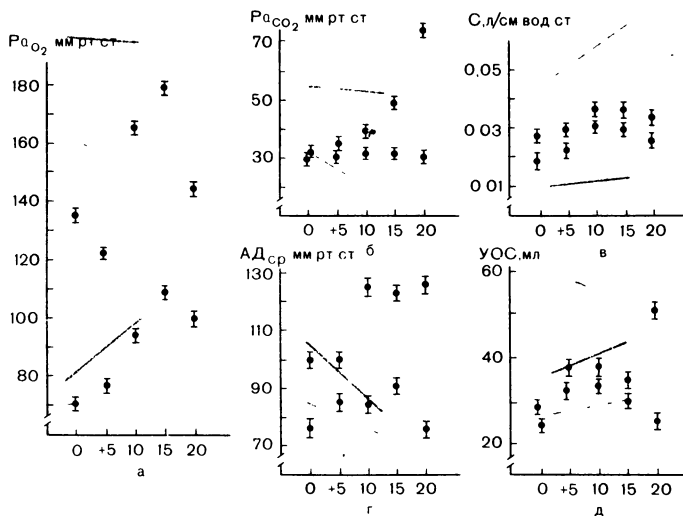 Pa O₂ мм рт ст
180
160
140
120
100
80
0 +5 10 15 20
а
Pa CO₂ мм рт ст
70
50
30
0 +5 10 15 20
б
С, л/см вод ст
0,05
0,03
0 01
0 +5 10 15 20
в
АД ср мм рт ст
130
100
90
70
0 +5 10 15 20
г
УОС, мл
60
40
20
0 +5 10 15 20
д